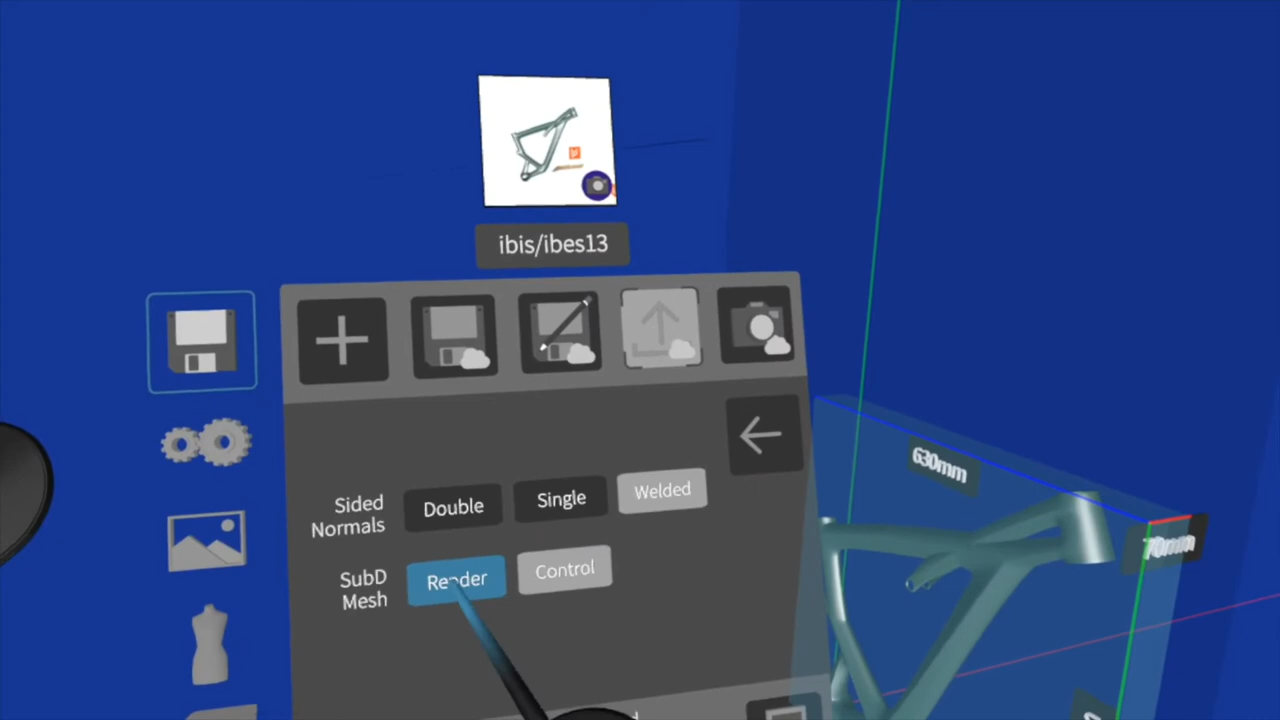 ibis/ibes13
630mm
70mm
Sided
Normals
Double
Single
Welded
SubD
Mesh
Render
Control